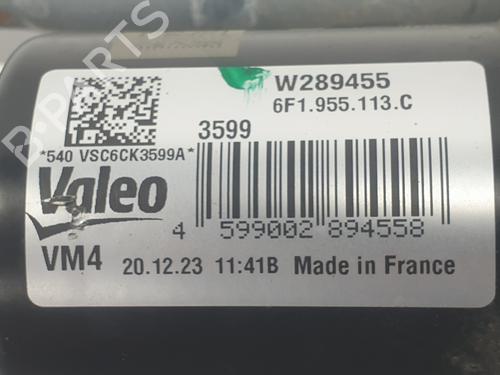 W289455
6F1.955.113.C
3599
*540 VSC6CK3599A*
Valeo
4 599002 894558
VM4 20.12.23 11:41B Made in France
B-PARTS